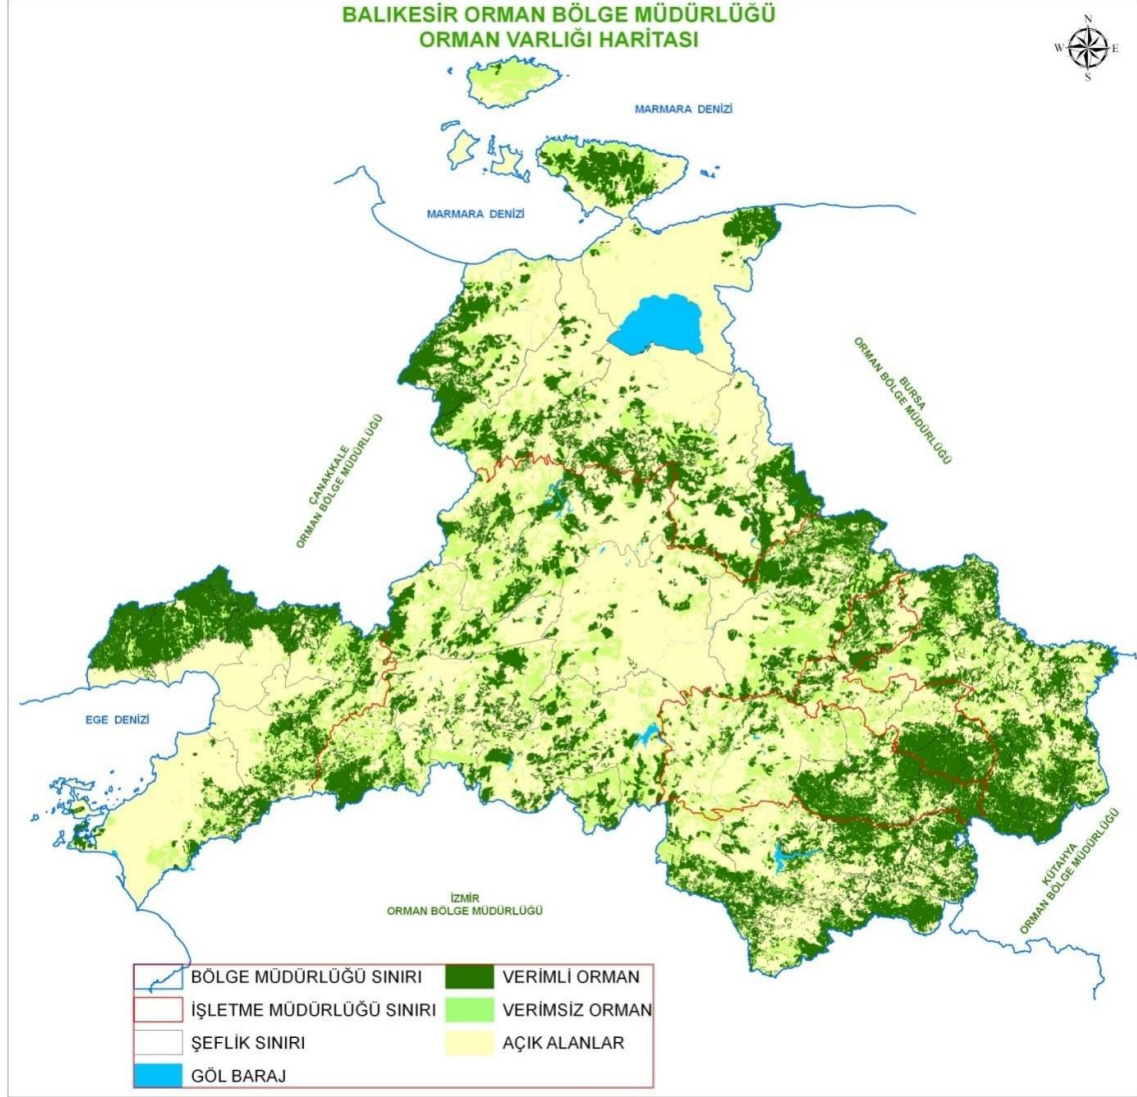 BALIKESİR ORMAN BÖLGE MÜDÜRLÜĞÜ
ORMAN VARLIĞI HARİTASI
N
W E
S
MARMARA DENİZİ
MARMARA DENİZİ
BURSA
ORMAN BÖLGE MÜDÜRLÜĞÜ
ÇANAKKALE
ORMAN BÖLGE MÜDÜRLÜĞÜ
EGE DENİZİ
KÜTAHYA
ORMAN BÖLGE MÜDÜRLÜĞÜ
İZMİR
ORMAN BÖLGE MÜDÜRLÜĞÜ
BÖLGE MÜDÜRLÜĞÜ SINIRI
İŞLETME MÜDÜRLÜĞÜ SINIRI
ŞEFLİK SINIRI
GÖL BARAJ
VERİMLİ ORMAN
VERİMSİZ ORMAN
AÇIK ALANLAR